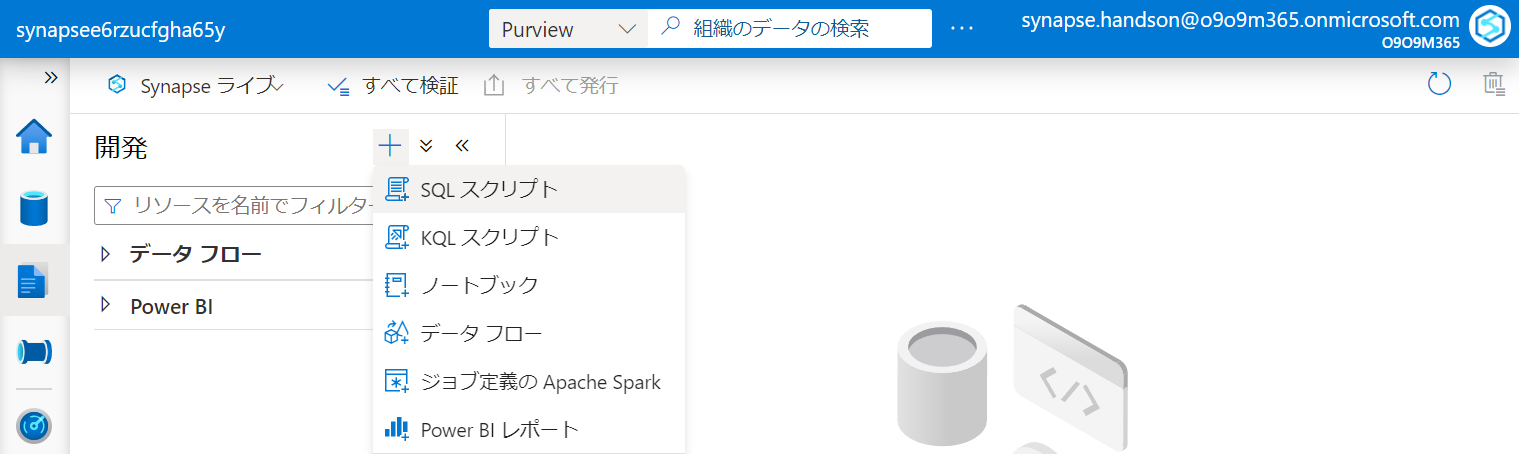 synapsee6rzucfgha65y
Purview
組織のデータの検索
...
synapse.handson@o9o9m365.onmicrosoft.com
O9O9M365
Synapse ライブ
すべて検証
すべて発行
開発
リソースを名前でフィルター
データ フロー
Power BI
SQL スクリプト
KQL スクリプト
ノートブック
データ フロー
ジョブ定義の Apache Spark
Power BI レポート